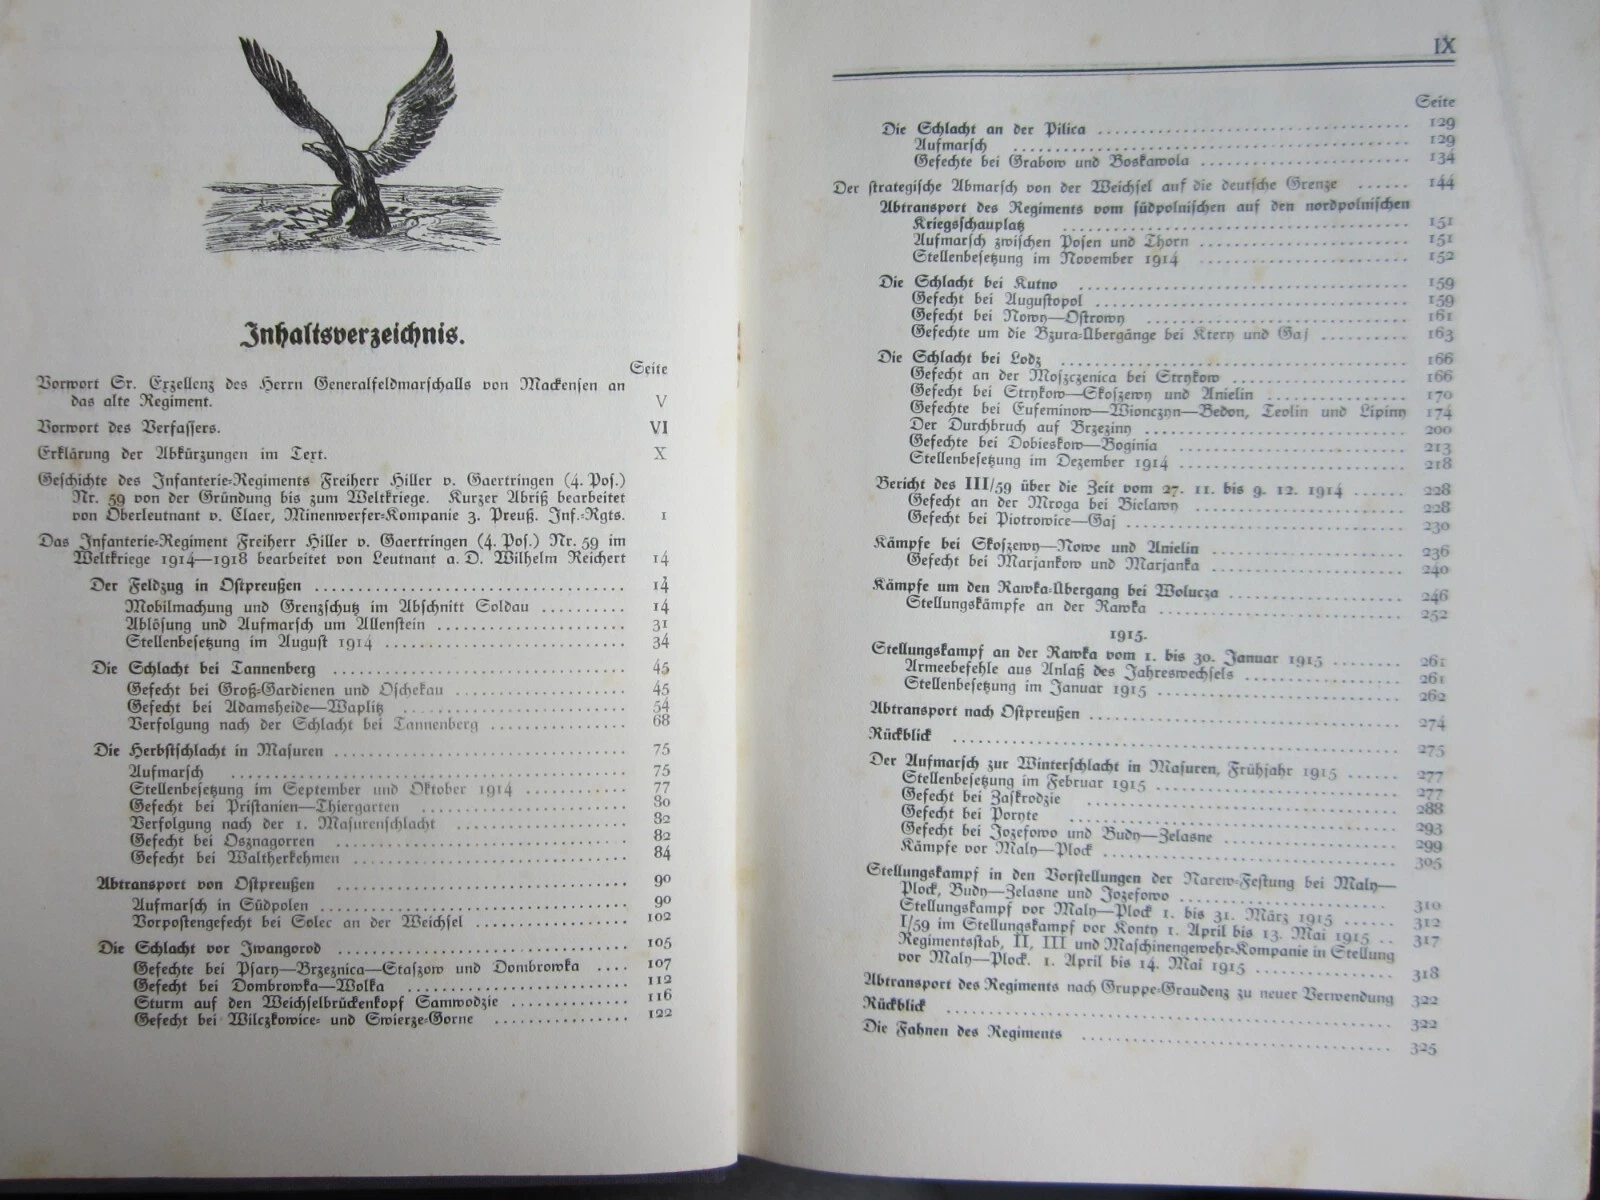 Inhaltsverzeichnis.
Seite
Vorwort Sr. Exzellenz des Herrn Generalfeldmarschalls von Mackensen an
das alte Regiment. V
Vorwort des Verfassers. VI
Erklärung der Abkürzungen im Text. X
Geschichte des Infanterie-Regiments Freiherr Hiller v. Gaertringen (4. Pos.)
Nr. 59 von der Gründung bis zum Weltkriege. Kurzer Abriß bearbeitet
von Oberleutnant v. Claer, Minenwerfer-Kompanie 3. Preuß. Inf.-Rgts. 1
Das Infanterie-Regiment Freiherr Hiller v. Gaertringen (4. Pos.) Nr. 59 im
Weltkriege 1914—1918 bearbeitet von Leutnant a. D. Wilhelm Reichert 14
Der Feldzug in Ostpreußen 14
Mobilmachung und Grenzschutz im Abschnitt Soldau 14
Ablösung und Aufmarsch um Allenstein 31
Stellenbesetzung im August 1914 34
Die Schlacht bei Tannenberg 45
Gefecht bei Groß-Gardienen und Oschekau 45
Gefecht bei Adamsheide—Waplitz 54
Verfolgung nach der Schlacht bei Tannenberg 68
Die Herbstschlacht in Masuren 75
Aufmarsch 75
Stellenbesetzung im September und Oktober 1914 77
Gefecht bei Pristanien—Thiergarten 80
Verfolgung nach der 1. Masurenschlacht 82
Gefecht bei Osznagorren 82
Gefecht bei Waltherkehmen 84
Abtransport von Ostpreußen 90
Aufmarsch in Südpolen 90
Vorpostengefecht bei Solec an der Weichsel 102
Die Schlacht vor Iwangorod 105
Gefechte bei Psary—Brzeznica—Staszow und Dombrowka 107
Gefecht bei Dombrowka—Wolka 112
Sturm auf den Weichselbrückenkopf Samwodzie 116
Gefecht bei Wilczkowice- und Swierze-Gorne 122
IX
Seite
Die Schlacht an der Pilica 129
Aufmarsch 129
Gefechte bei Grabow und Boskawola 134
Der strategische Abmarsch von der Weichsel auf die deutsche Grenze 144
Abtransport des Regiments vom südpolnischen auf den nordpolnischen
Kriegsschauplatz 151
Aufmarsch zwischen Posen und Thorn 151
Stellenbesetzung im November 1914 152
Die Schlacht bei Kutno 159
Gefecht bei Augustopol 159
Gefecht bei Nowy—Ostrowy 161
Gefechte um die Bzura-Übergänge bei Ktery und Gaj 163
Die Schlacht bei Lodz 166
Gefecht an der Moszczenica bei Strykow 166
Gefecht bei Strykow—Skoszewy und Anielin 170
Gefechte bei Eufeminow—Wionczyn—Bedon, Teolin und Lipiny 174
Der Durchbruch auf Brzeziny 200
Gefecht bei Dobieskow—Boginia 213
Stellenbesetzung im Dezember 1914 218
Bericht des III/59 über die Zeit vom 27. 11. bis 9. 12. 1914 228
Gefecht an der Mroga bei Bielawy 228
Gefecht bei Piotrowice—Gaj 230
Kämpfe bei Skoszewy—Nowe und Anielin 236
Gefecht bei Marjankow und Marjanka 240
Kämpfe um den Rawka-Übergang bei Wolucza 246
Stellungskämpfe an der Rawka 252
1915.
Stellungskampf an der Rawka vom 1. bis 30. Januar 1915 261
Armeebefehle aus Anlaß des Jahreswechsels 261
Stellenbesetzung im Januar 1915 262
Abtransport nach Ostpreußen 274
Rückblick 275
Der Aufmarsch zur Winterschlacht in Masuren, Frühjahr 1915 277
Stellenbesetzung im Februar 1915 277
Gefecht bei Zaskrodzie 288
Gefecht bei Poryte 293
Gefecht bei Jozefowo und Budy—Zelasne 299
Kämpfe vor Maly—Plock 305
Stellungskampf in den Vorstellungen der Narew-Festung bei Maly—
Plock, Budy—Zelasne und Jozefowo 310
Stellungskampf vor Maly—Plock 1. bis 31. März 1915 312
I/59 im Stellungskampf vor Konty 1. April bis 13. Mai 1915 317
Regimentsstab, II, III und Maschinengewehr-Kompanie in Stellung
vor Maly—Plock. 1. April bis 14. Mai 1915 318
Abtransport des Regiments nach Gruppe-Graudenz zu neuer Verwendung 322
Rückblick 322
Die Fahnen des Regiments 325